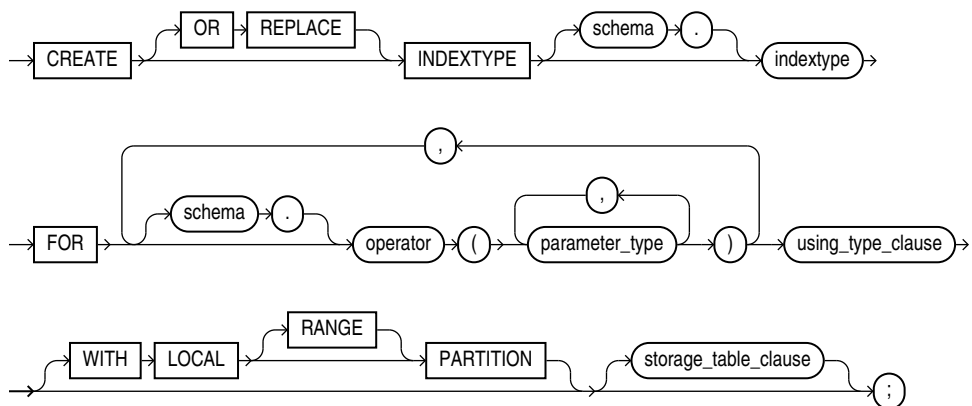 OR REPLACE schema .
CREATE INDEXTYPE indextype
,
schema . ,
FOR operator ( parameter_type ) using_type_clause
RANGE
WITH LOCAL PARTITION storage_table_clause
;